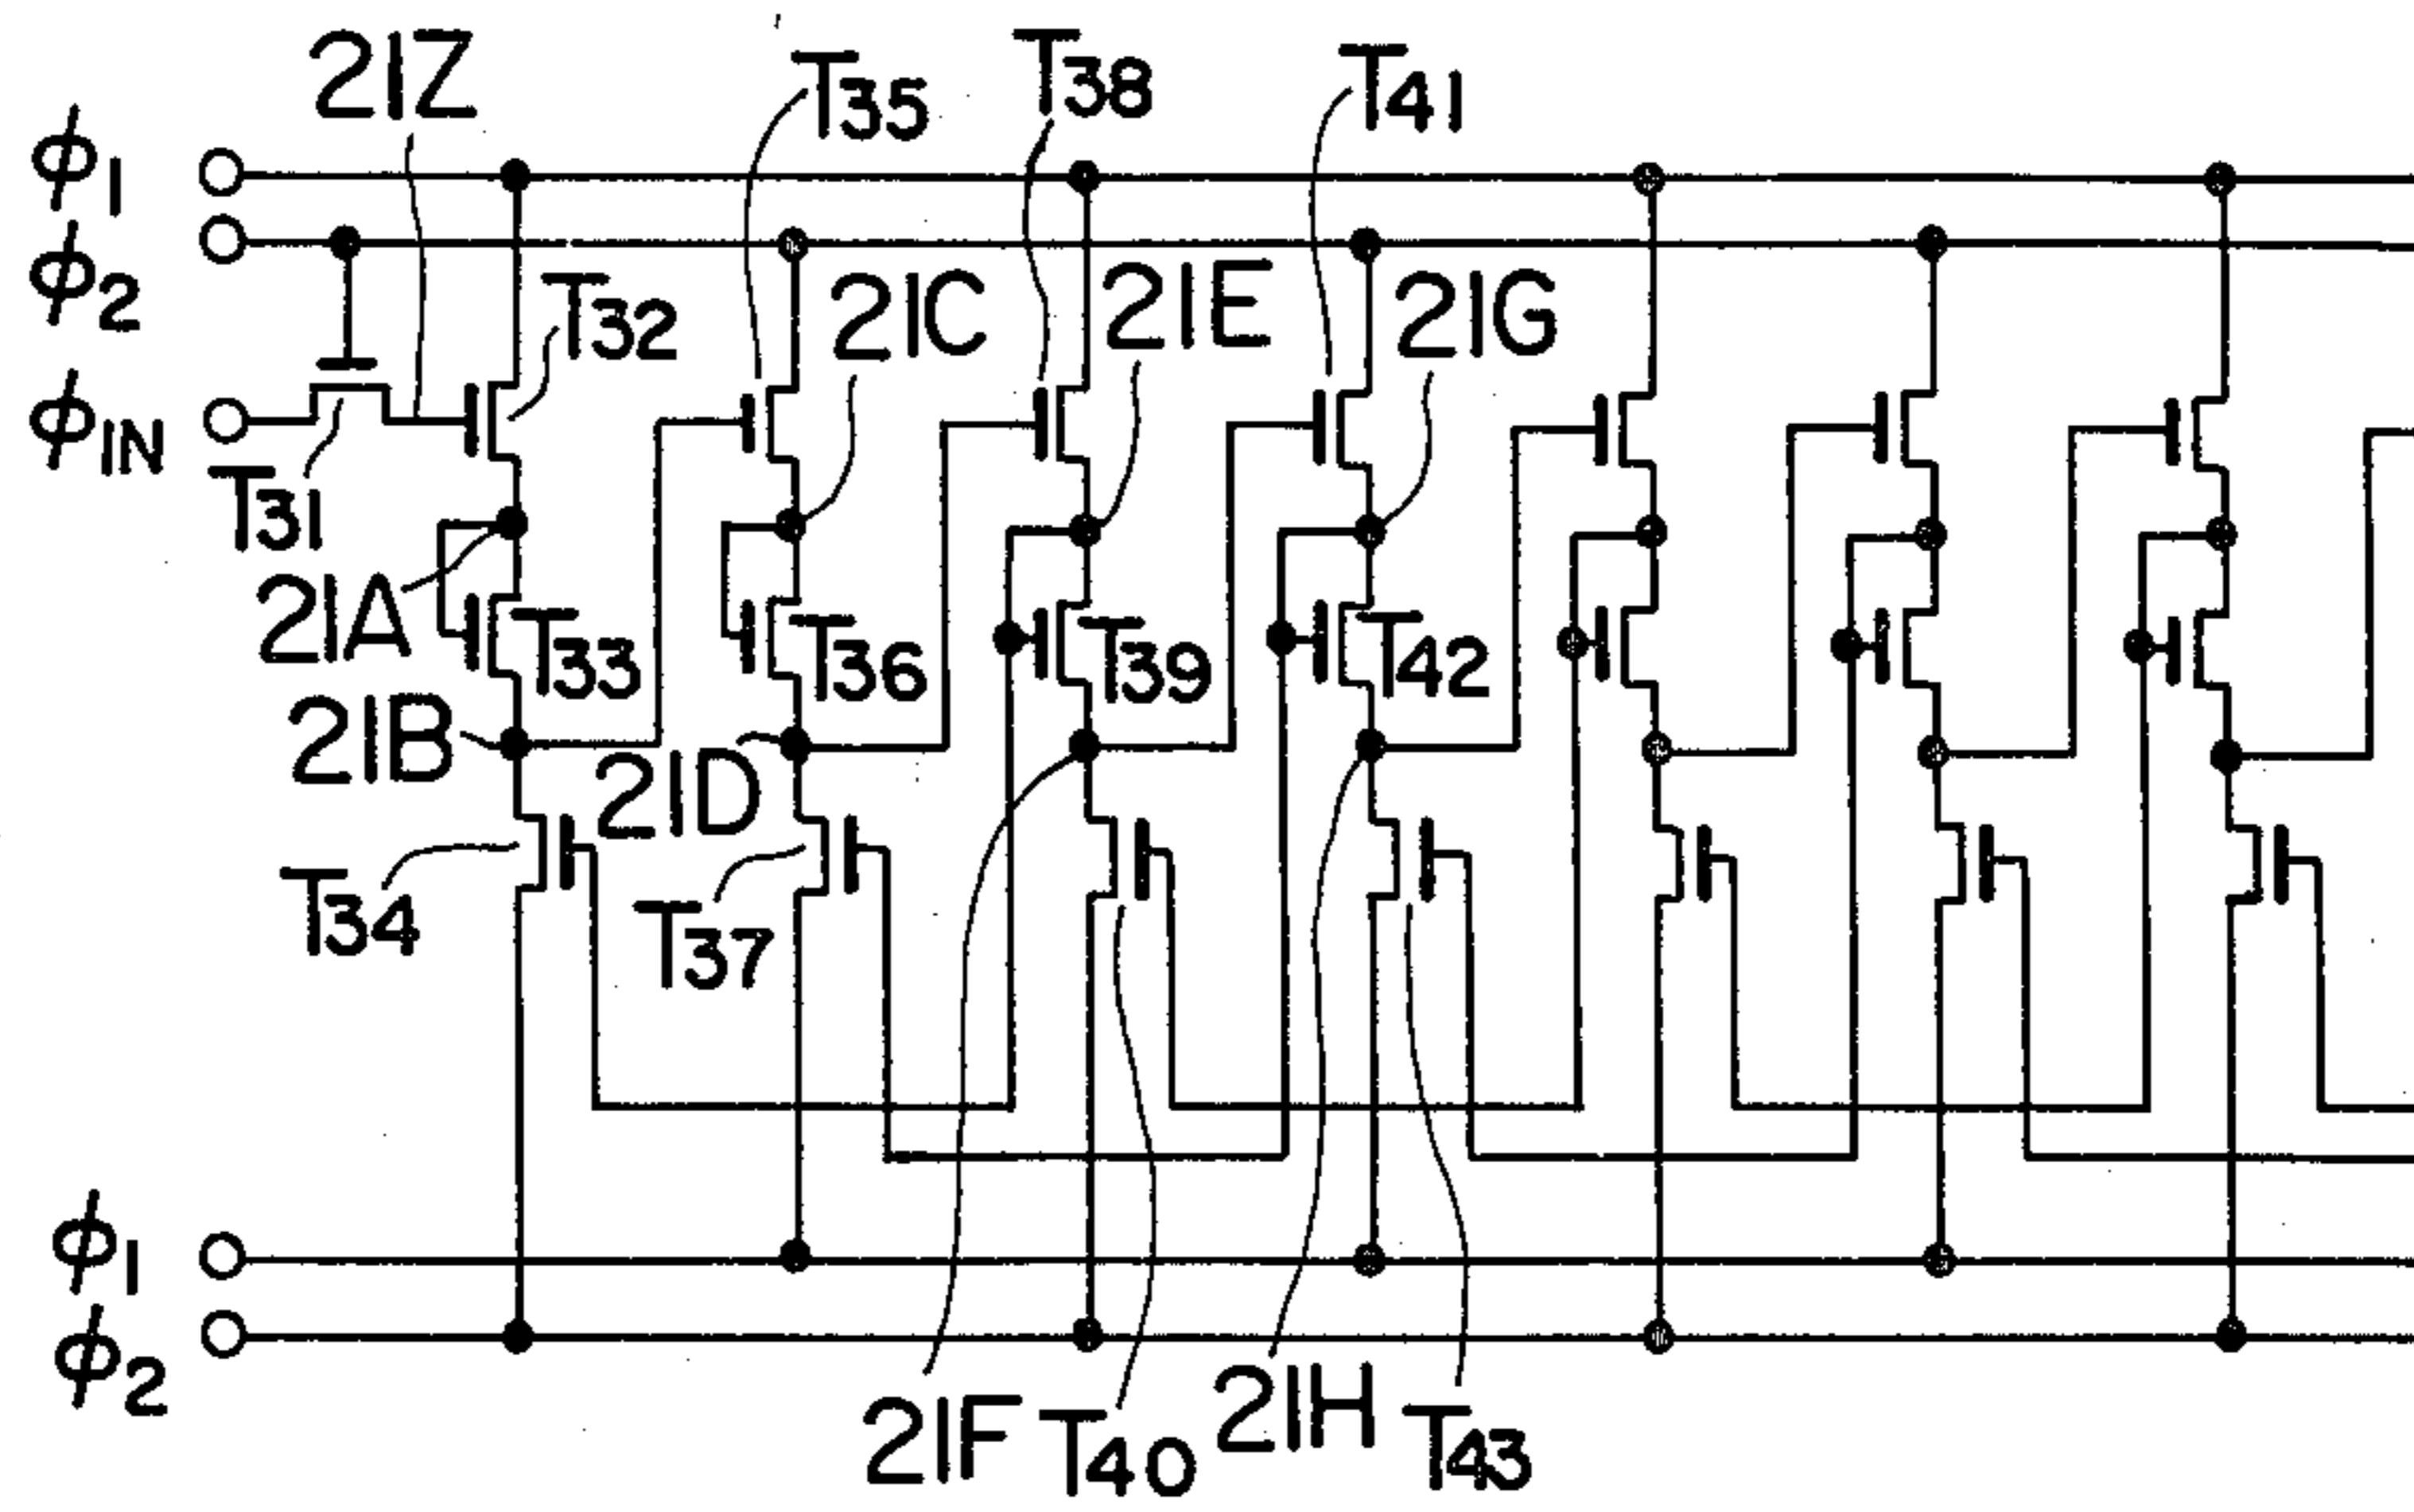 21Z
T35
T38
T41
ϕ1
ϕ2
T32
21C
21E
21G
ϕIN
T31
21A
T33
T36
T39
T42
21B
21D
T34
T37
ϕ1
ϕ2
21F
T40
21H
T43